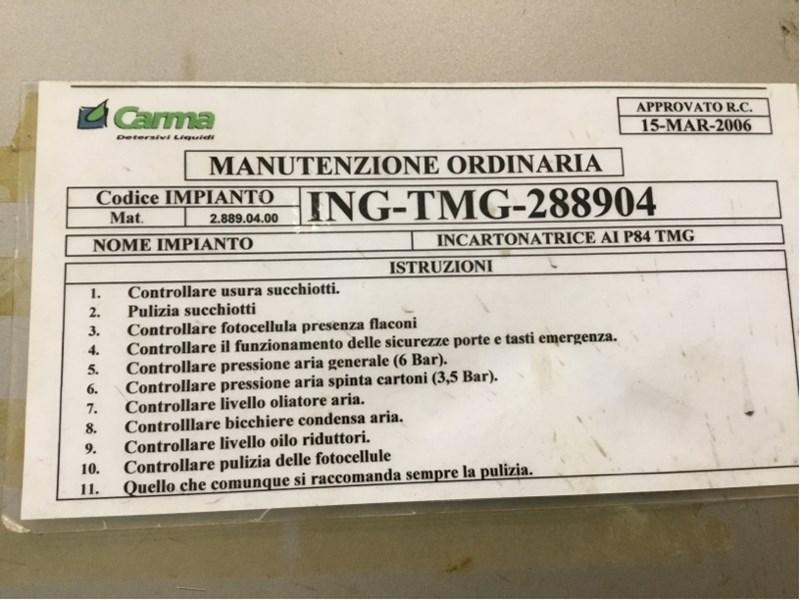 Carma
Detersivi Liquidi
APPROVATO R.C.
15-MAR-2006
MANUTENZIONE ORDINARIA
Codice IMPIANTO
ING-TMG-288904
Mat. 2.889.04.00
NOME IMPIANTO INCARTONATRICE AI P84 TMG
ISTRUZIONI
1. Controllare usura succhiotti.
2. Pulizia succhiotti
3. Controllare fotocellula presenza flaconi
4. Controllare il funzionamento delle sicurezze porte e tasti emergenza.
5. Controllare pressione aria generale (6 Bar).
6. Controllare pressione aria spinta cartoni (3,5 Bar).
7. Controllare livello oliatore aria.
8. Controlllare bicchiere condensa aria.
9. Controllare livello oilo riduttori.
10. Controllare pulizia delle fotocellule
11. Quello che comunque si raccomanda sempre la pulizia.